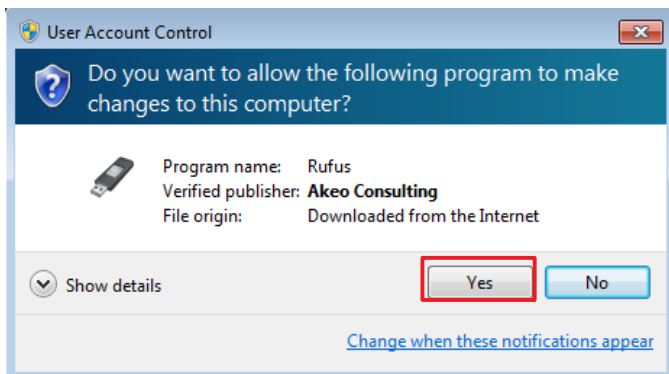 User Account Control
Do you want to allow the following program to make
changes to this computer?
Program name: Rufus
Verified publisher: Akeo Consulting
File origin: Downloaded from the Internet
Show details
Yes
No
Change when these notifications appear